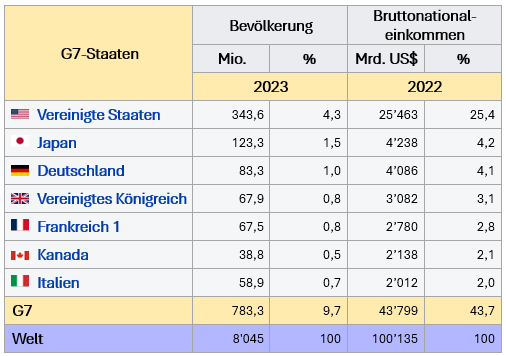 G7-Staaten
Bevölkerung
Bruttonational-
einkommen
Mio. % Mrd. US$ %
2023 2022
Vereinigte Staaten 343,6 4,3 25’463 25,4
Japan 123,3 1,5 4’238 4,2
Deutschland 83,3 1,0 4’086 4,1
Vereinigtes Königreich 67,9 0,8 3’082 3,1
Frankreich 1 67,5 0,8 2’780 2,8
Kanada 38,8 0,5 2’138 2,1
Italien 58,9 0,7 2’012 2,0
G7 783,3 9,7 43’799 43,7
Welt 8’045 100 100’135 100